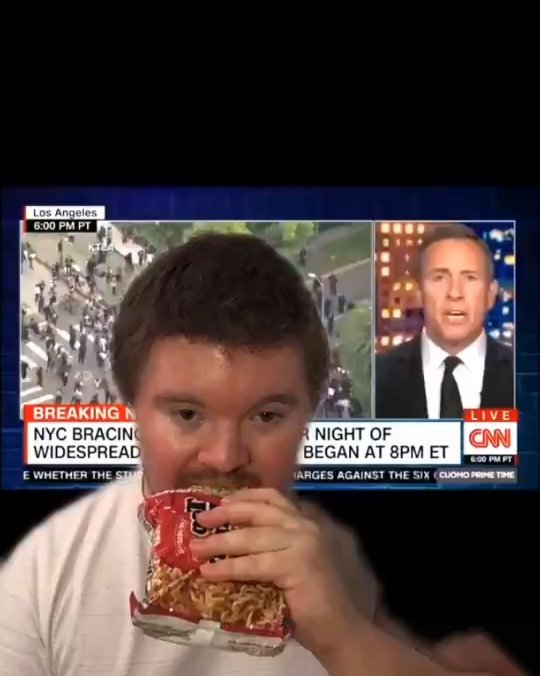 Los Angeles
6:00 PM PT
KTLA
BREAKING N
LIVE
NYC BRACING R NIGHT OF
WIDESPREAD BEGAN AT 8PM ET
CNN
6:00 PM PT
E WHETHER THE ARGES AGAINST THE SIX
CUOMO PRIME TIME